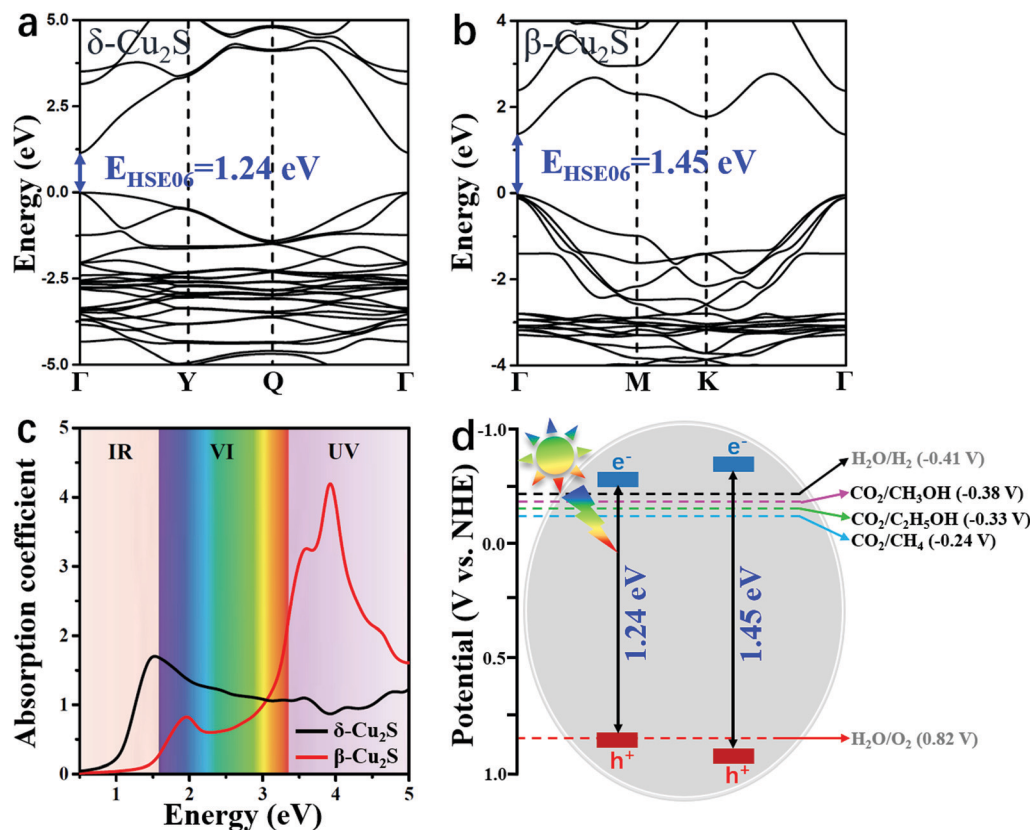 a
δ-Cu₂S
5.0
2.5
0.0
-2.5
-5.0
Energy (eV)
E_HSE06=1.24 eV
Γ Y Q Γ
b
β-Cu₂S
4
2
0
-2
-4
Energy (eV)
E_HSE06=1.45 eV
Γ M K Γ
c
IR VI UV
5
4
3
2
1
0
Absorption coefficient
δ-Cu₂S
β-Cu₂S
1 2 3 4 5
Energy (eV)
d
-1.0
0.0
0.5
1.0
Potential (V vs. NHE)
e⁻ e⁻
1.24 eV
1.45 eV
h⁺ h⁺
H₂O/H₂ (-0.41 V)
CO₂/CH₃OH (-0.38 V)
CO₂/C₂H₅OH (-0.33 V)
CO₂/CH₄ (-0.24 V)
H₂O/O₂ (0.82 V)